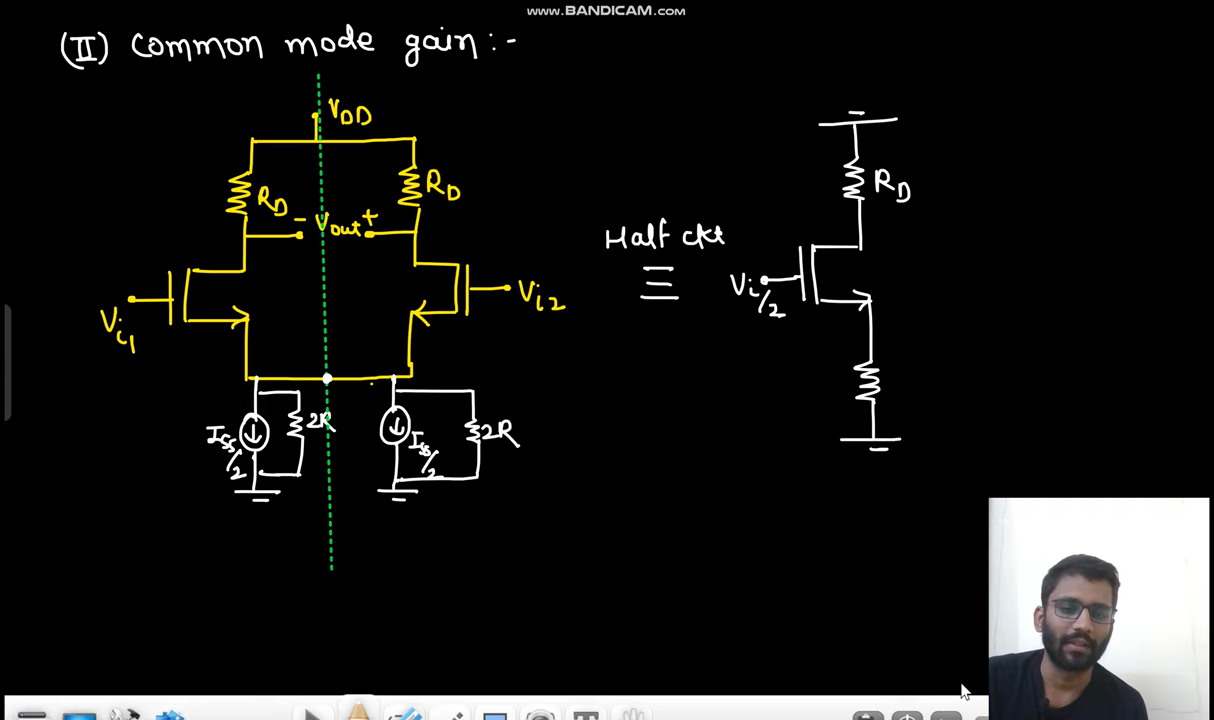 www.BANDICAM.com
(II) Common mode gain :-
VDD
RD
RD
- Vout +
RD
Half ckt
Vi1
Vi2
Vi/2
2R
ISS/2
ISS/2
2R